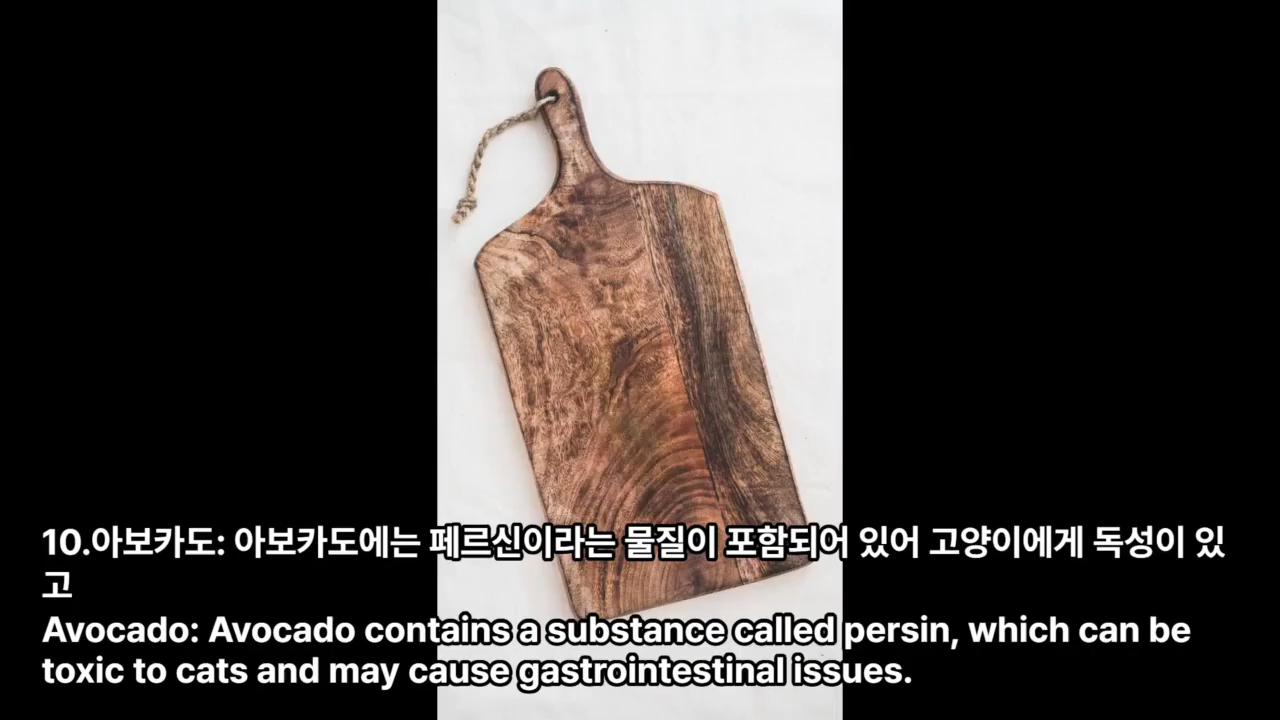 10.아보카도: 아보카도에는 페르신이라는 물질이 포함되어 있어 고양이에게 독성이 있
고
Avocado: Avocado contains a substance called persin, which can be
toxic to cats and may cause gastrointestinal issues.